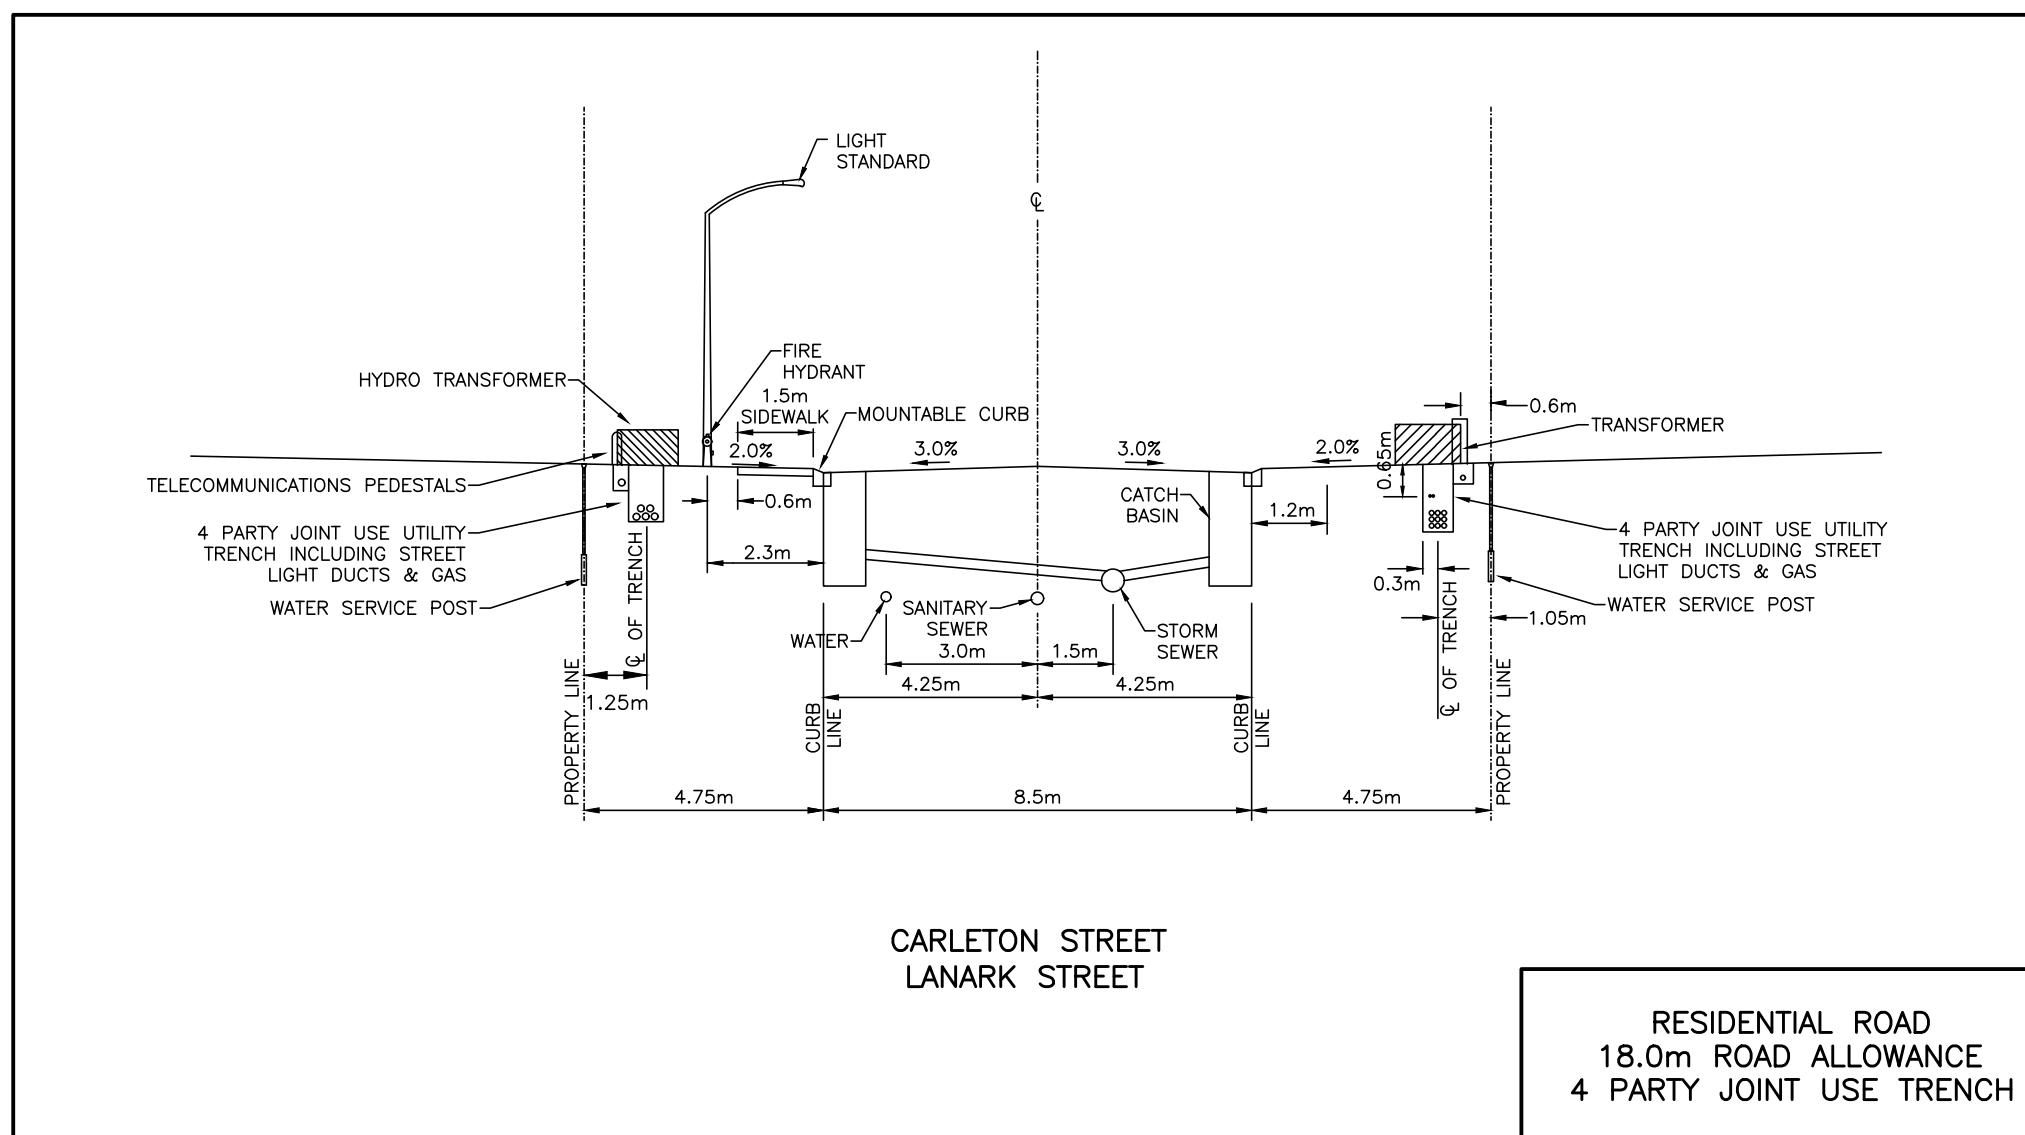 LIGHT
STANDARD
℄
FIRE
HYDRANT
HYDRO TRANSFORMER
1.5m
SIDEWALK
MOUNTABLE CURB
0.6m
TRANSFORMER
2.0%
3.0%
3.0%
2.0%
0.65m
TELECOMMUNICATIONS PEDESTALS
0.6m
CATCH
BASIN
1.2m
4 PARTY JOINT USE UTILITY
TRENCH INCLUDING STREET
LIGHT DUCTS & GAS
4 PARTY JOINT USE UTILITY
TRENCH INCLUDING STREET
LIGHT DUCTS & GAS
2.3m
0.3m
WATER SERVICE POST
WATER SERVICE POST
℄ OF TRENCH
℄ OF TRENCH
1.05m
SANITARY
SEWER
WATER
STORM
SEWER
3.0m
1.5m
4.25m
4.25m
1.25m
PROPERTY LINE
CURB
LINE
CURB
LINE
PROPERTY LINE
4.75m
8.5m
4.75m
CARLETON STREET
LANARK STREET
RESIDENTIAL ROAD
18.0m ROAD ALLOWANCE
4 PARTY JOINT USE TRENCH